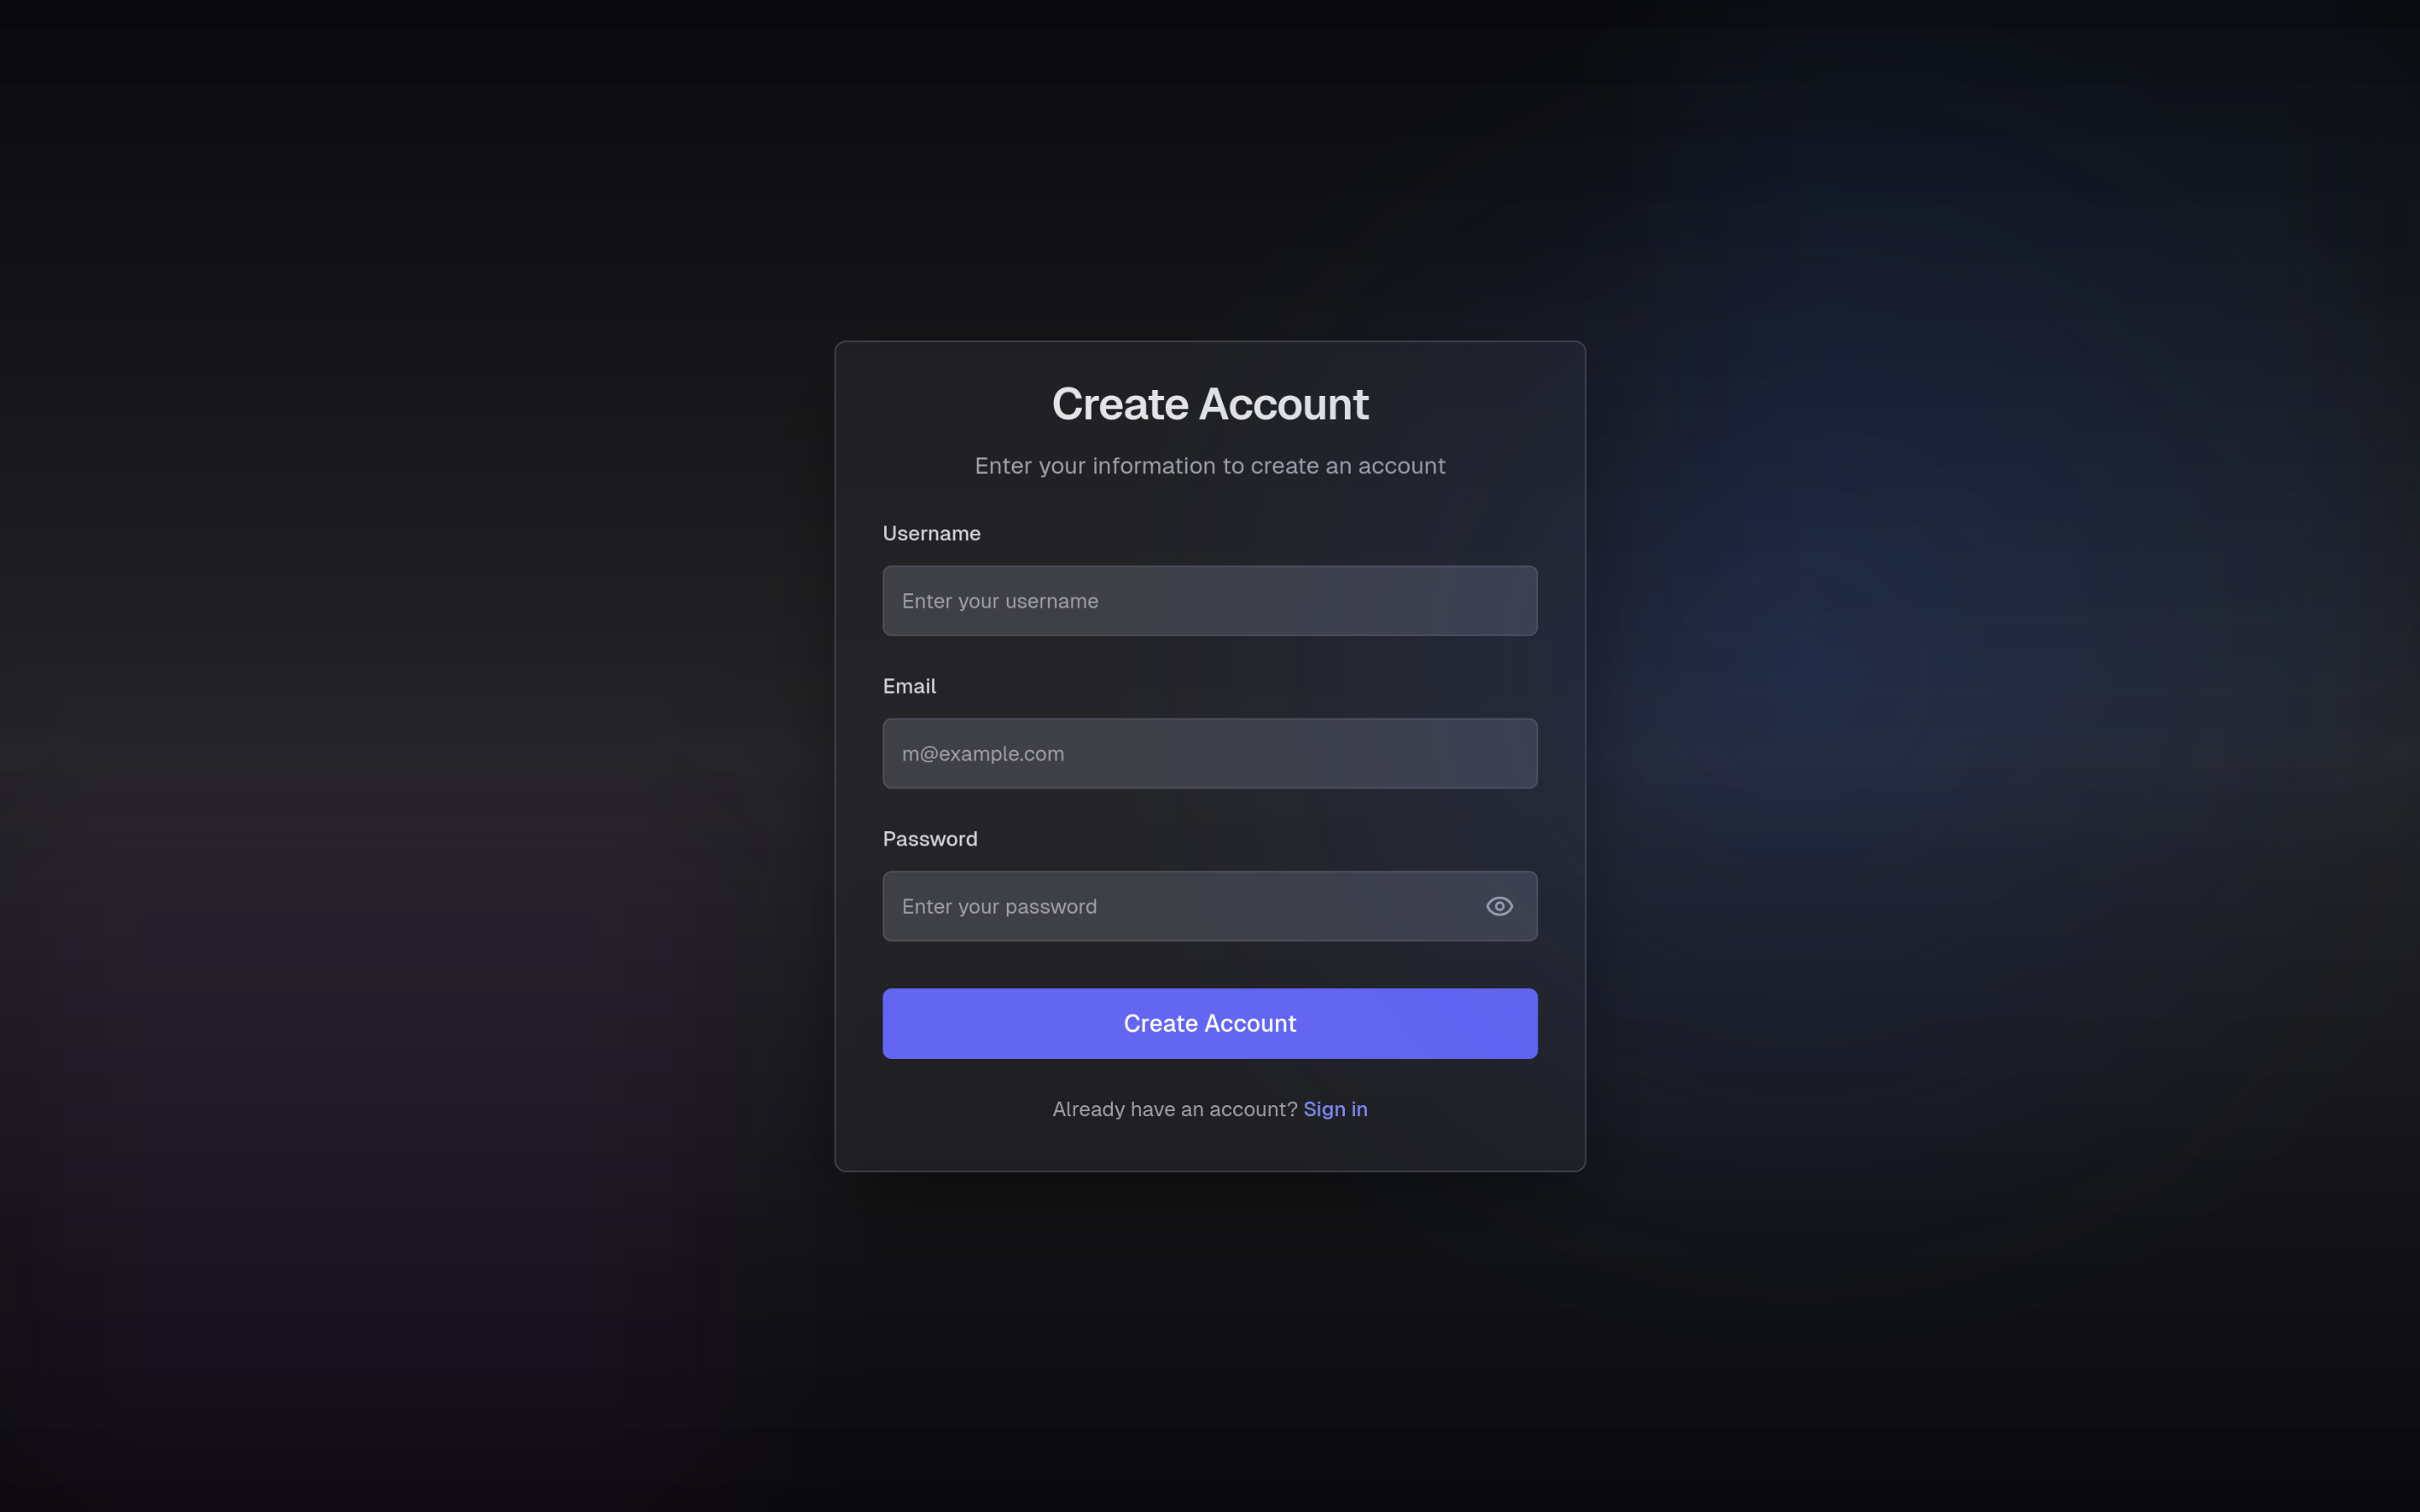 Create Account
Enter your information to create an account
Username
Enter your username
Email
m@example.com
Password
Enter your password
Create Account
Already have an account? Sign in